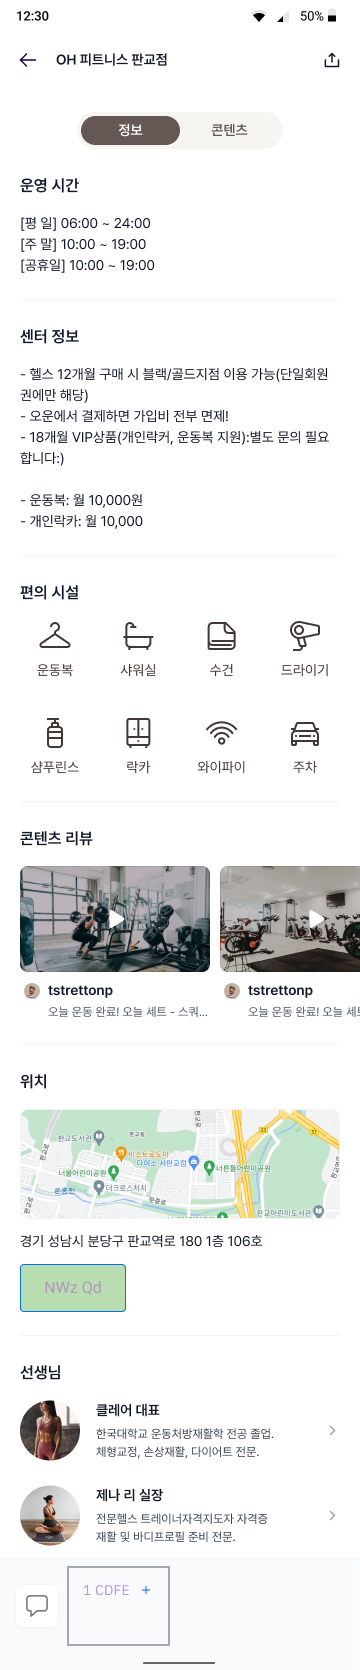 12:30
50%
OH 피트니스 판교점
정보
콘텐츠
운영 시간
[평 일] 06:00 ~ 24:00
[주 말] 10:00 ~ 19:00
[공휴일] 10:00 ~ 19:00
센터 정보
- 헬스 12개월 구매 시 블랙/골드지점 이용 가능(단일회원
권에만 해당)
- 오운에서 결제하면 가입비 전부 면제!
- 18개월 VIP상품(개인락커, 운동복 지원):별도 문의 필요
합니다:)
- 운동복: 월 10,000원
- 개인락카: 월 10,000
편의 시설
운동복
샤워실
수건
드라이기
샴푸린스
락카
와이파이
주차
콘텐츠 리뷰
tstrettonp
오늘 운동 완료! 오늘 세트 - 스쿼...
tstrettonp
오늘 운동 완료! 오늘 세트
위치
판교도서관
판교동
비스트로도마
다이소 서판교점
너울어린이공원
너른들어린이공원
더크로스처치
운중천
운중로
판교어린이도서관
경기 성남시 분당구 판교역로 180 1층 106호
NWz Qd
선생님
클레어 대표
한국대학교 운동처방재활학 전공 졸업.
체형교정, 손상재활, 다이어트 전문.
제나 리 실장
전문헬스 트레이너자격지도자 자격증
재활 및 바디프로필 준비 전문.
1 CDFE +